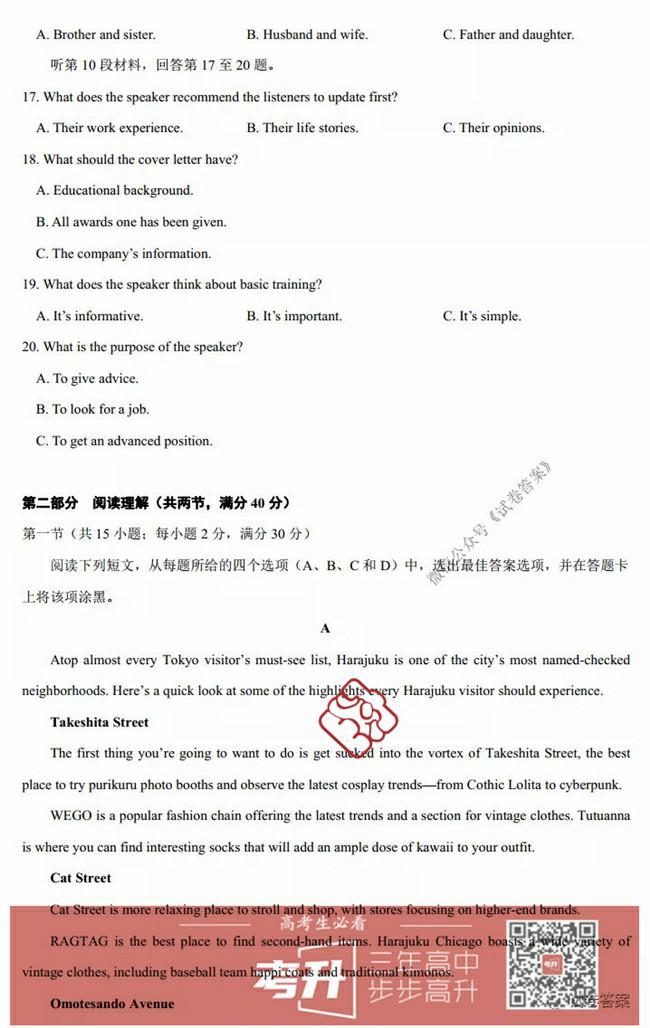 A. Brother and sister. B. Husband and wife. C. Father and daughter.
听第 10 段材料，回答第 17 至 20 题。
17. What does the speaker recommend the listeners to update first?
A. Their work experience. B. Their life stories. C. Their opinions.
18. What should the cover letter have?
A. Educational background.
B. All awards one has been given.
C. The company's information.
19. What does the speaker think about basic training?
A. It's informative. B. It's important. C. It's simple.
20. What is the purpose of the speaker?
A. To give advice.
B. To look for a job.
C. To get an advanced position.
微信公众号《试卷答案》
第二部分 阅读理解（共两节，满分 40 分）
第一节（共 15 小题；每小题 2 分，满分 30 分）
阅读下列短文，从每题所给的四个选项（A、B、C 和 D）中，选出最佳答案选项，并在答题卡
上将该项涂黑。
A
Atop almost every Tokyo visitor's must-see list, Harajuku is one of the city's most named-checked
neighborhoods. Here's a quick look at some of the highlights every Harajuku visitor should experience.
Takeshita Street
The first thing you're going to want to do is get sucked into the vortex of Takeshita Street, the best
place to try purikuru photo booths and observe the latest cosplay trends—from Cothic Lolita to cyberpunk.
WEGO is a popular fashion chain offering the latest trends and a section for vintage clothes. Tutuanna
is where you can find interesting socks that will add an ample dose of kawaii to your outfit.
Cat Street
Cat Street is more relaxing place to stroll and shop, with stores focusing on higher-end brands.
高考生必看
RAGTAG is the best place to find second-hand items. Harajuku Chicago boasts a wide variety of
vintage clothes, including baseball team happi coats and traditional kimonos.
考升
三年高中
步步高升
考升
Omotesando Avenue
试卷答案